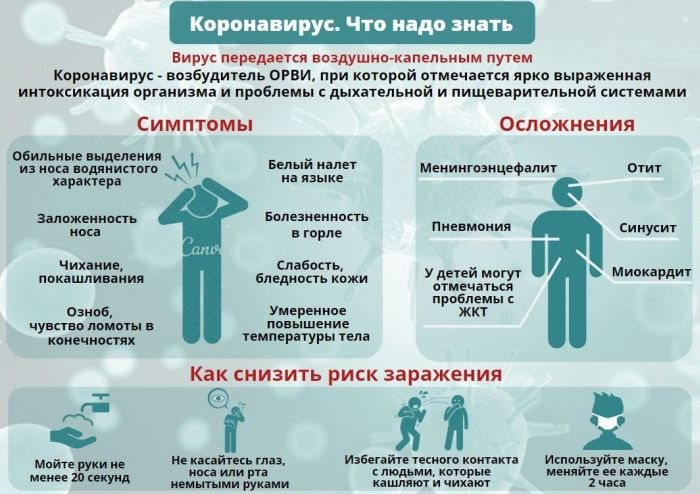 Коронавирус. Что надо знать
Вирус передается воздушно-капельным путем
Коронавирус - возбудитель ОРВИ, при которой отмечается ярко выраженная
интоксикация организма и проблемы с дыхательной и пищеварительной системами
Симптомы
Обильные выделения
из носа водянистого
характера
Заложенность
носа
Чихание,
покашливания
Озноб,
чувство ломоты в
конечностях
Canva
Белый налет
на языке
Болезненность
в горле
Слабость,
бледность кожи
Умеренное
повышение
температуры тела
Осложнения
Менингоэнцефалит
Отит
Пневмония
Синусит
У детей могут
отмечаться
проблемы с
ЖКТ
Миокардит
Как снизить риск заражения
Мойте руки не
менее 20 секунд
Не касайтесь глаз,
носа или рта
немытыми руками
Избегайте тесного контакта
с людьми, которые
кашляют и чихают
Используйте маску,
меняйте ее каждые
2 часа